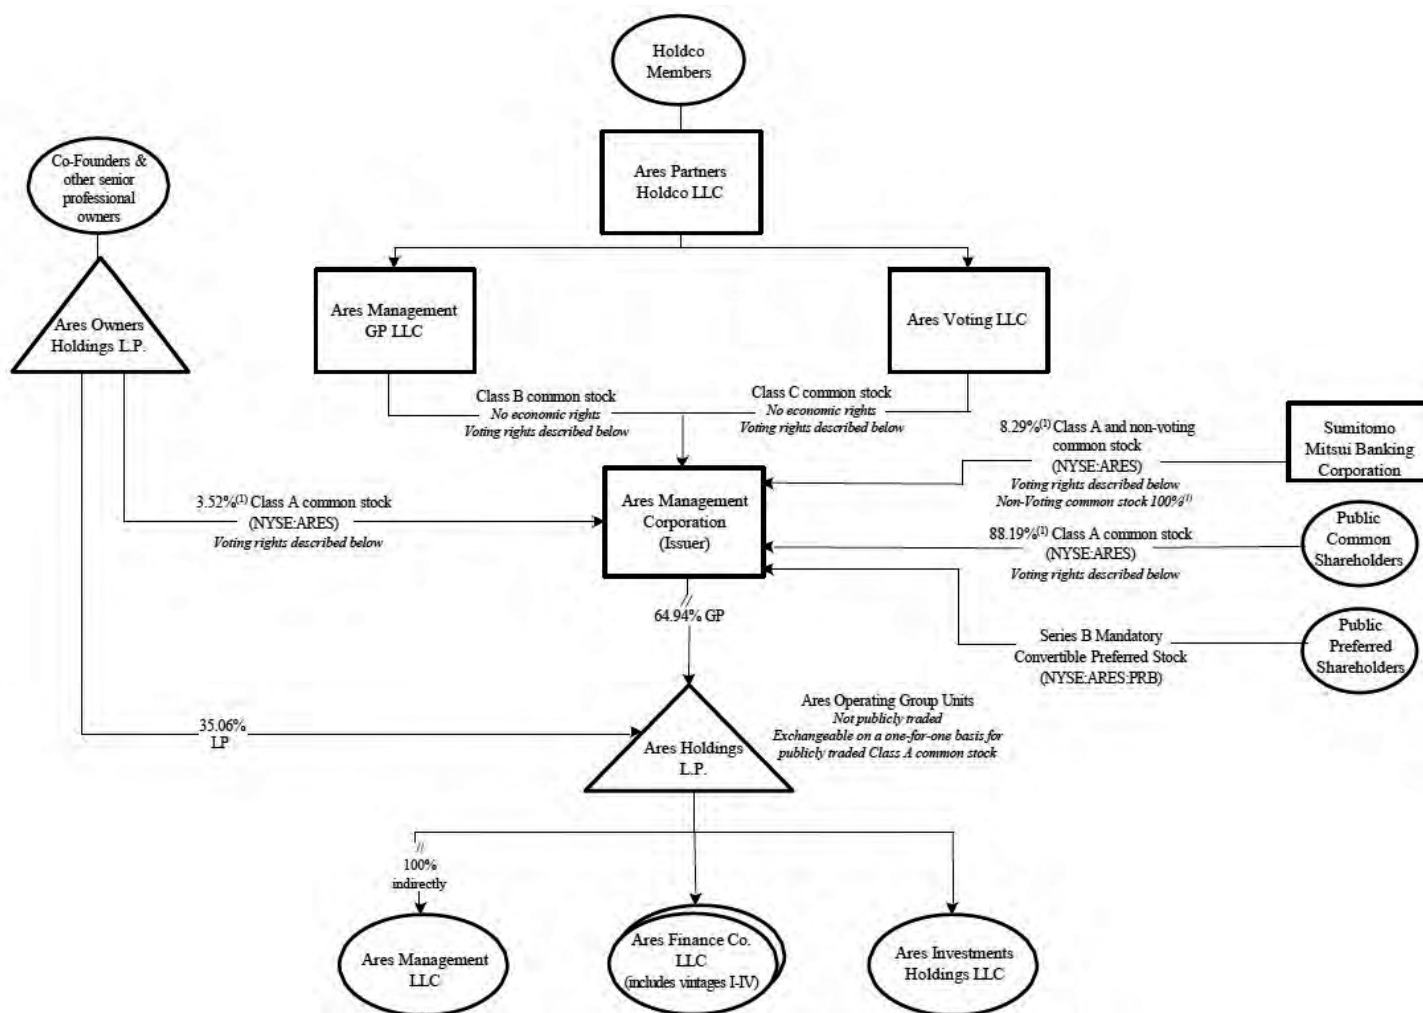 Holdco
Members
Ares Partners
Holdco LLC
Co-Founders &
other senior
professional
owners
Ares Owners
Holdings L.P.
Ares Management
GP LLC
Ares Voting LLC
Class B common stock
No economic rights
Voting rights described below
Class C common stock
No economic rights
Voting rights described below
8.29%(1) Class A and non-voting
common stock
(NYSE:ARES)
Voting rights described below
Non-Voting common stock 100%(1)
Sumitomo
Mitsui Banking
Corporation
3.52%(1) Class A common stock
(NYSE:ARES)
Voting rights described below
Ares Management
Corporation
(Issuer)
88.19%(1) Class A common stock
(NYSE:ARES)
Voting rights described below
Public
Common
Shareholders
//
64.94% GP
Series B Mandatory
Convertible Preferred Stock
(NYSE:ARES:PRB)
Public
Preferred
Shareholders
35.06%
LP
Ares Holdings
L.P.
Ares Operating Group Units
Not publicly traded
Exchangeable on a one-for-one basis for
publicly traded Class A common stock
//
100%
indirectly
Ares Management
LLC
Ares Finance Co.
LLC
(includes vintages I-IV)
Ares Investments
Holdings LLC